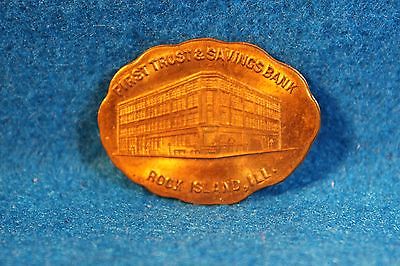 FIRST TRUST & SAVINGS BANK
ROCK ISLAND, ILL.